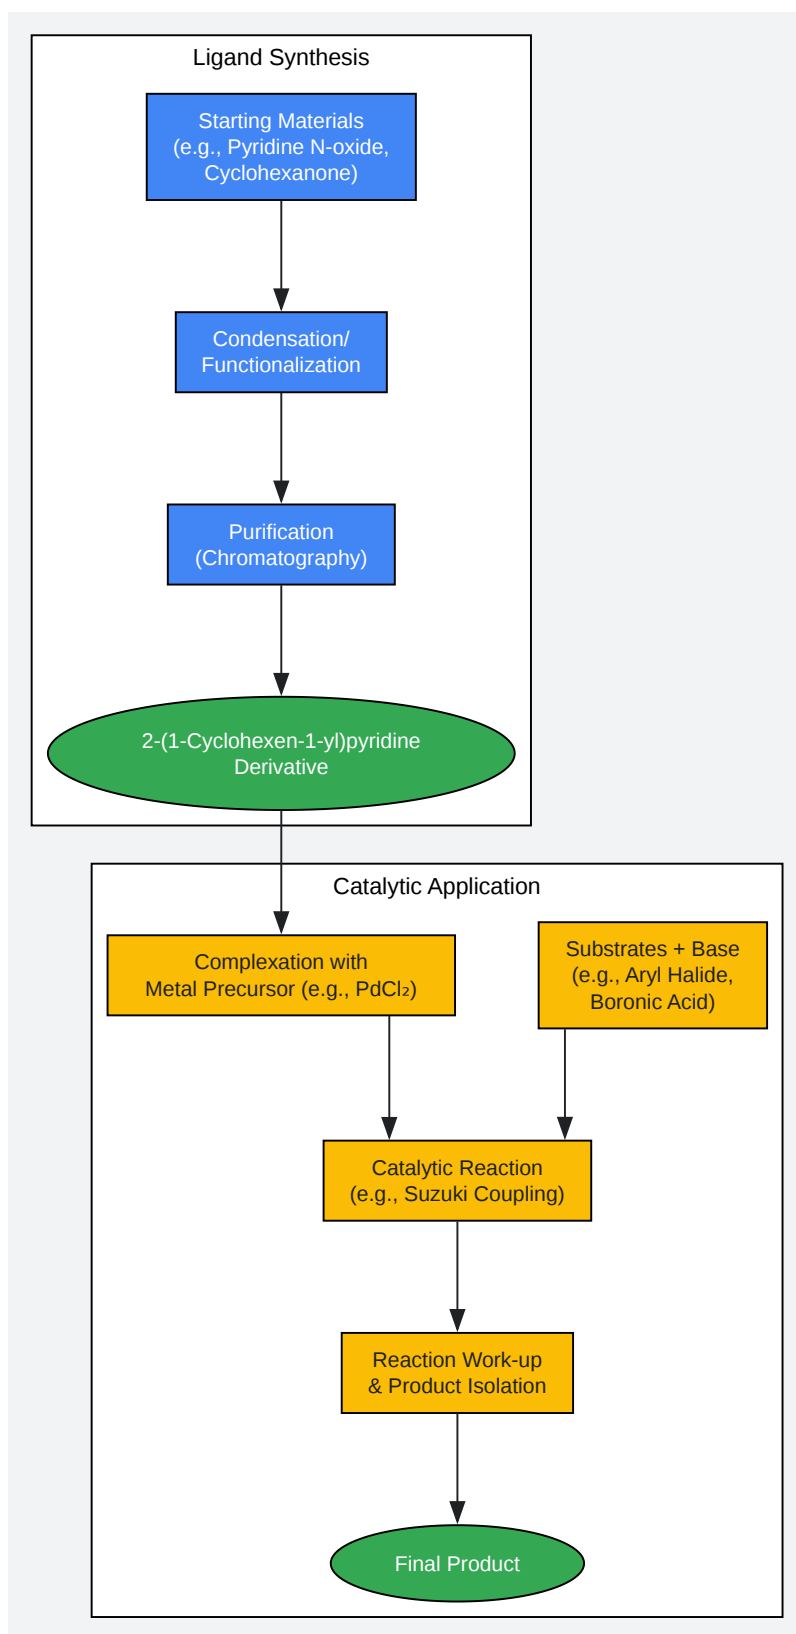 Ligand Synthesis
Starting Materials
(e.g., Pyridine N-oxide,
Cyclohexanone)
Condensation/
Functionalization
Purification
(Chromatography)
2-(1-Cyclohexen-1-yl)pyridine
Derivative
Catalytic Application
Complexation with
Metal Precursor (e.g., PdCl₂)
Substrates + Base
(e.g., Aryl Halide,
Boronic Acid)
Catalytic Reaction
(e.g., Suzuki Coupling)
Reaction Work-up
& Product Isolation
Final Product